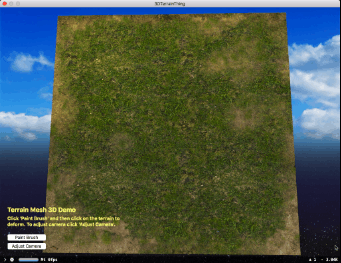 3DTerrainThing
Terrain Mesh 3D Demo
Click 'Paint Brush' and then click on the terrain to
deform. To adjust camera click 'Adjust Camera'.
Paint Brush
Adjust Camera